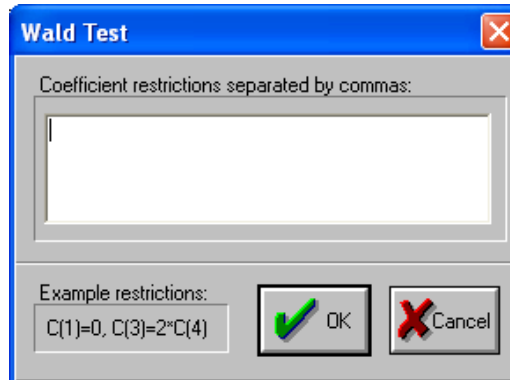 Wald Test
Coefficient restrictions separated by commas:
Example restrictions:
C(1)=0, C(3)=2*C(4)
OK
Cancel